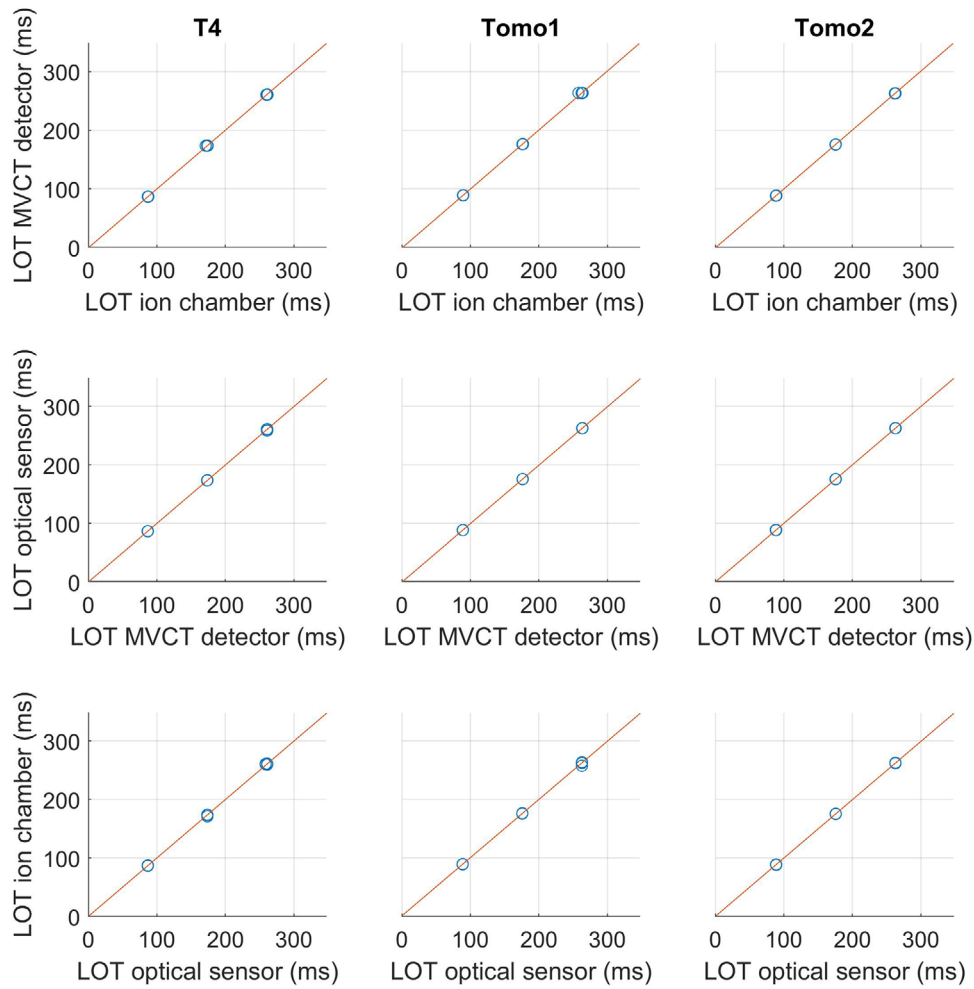 T4 Tomo1 Tomo2
LOT MVCT detector (ms)
300
200
100
0
0 100 200 300
LOT ion chamber (ms)
0 100 200 300
LOT ion chamber (ms)
0 100 200 300
LOT ion chamber (ms)
LOT optical sensor (ms)
300
200
100
0
0 100 200 300
LOT MVCT detector (ms)
0 100 200 300
LOT MVCT detector (ms)
0 100 200 300
LOT MVCT detector (ms)
LOT ion chamber (ms)
300
200
100
0
0 100 200 300
LOT optical sensor (ms)
0 100 200 300
LOT optical sensor (ms)
0 100 200 300
LOT optical sensor (ms)